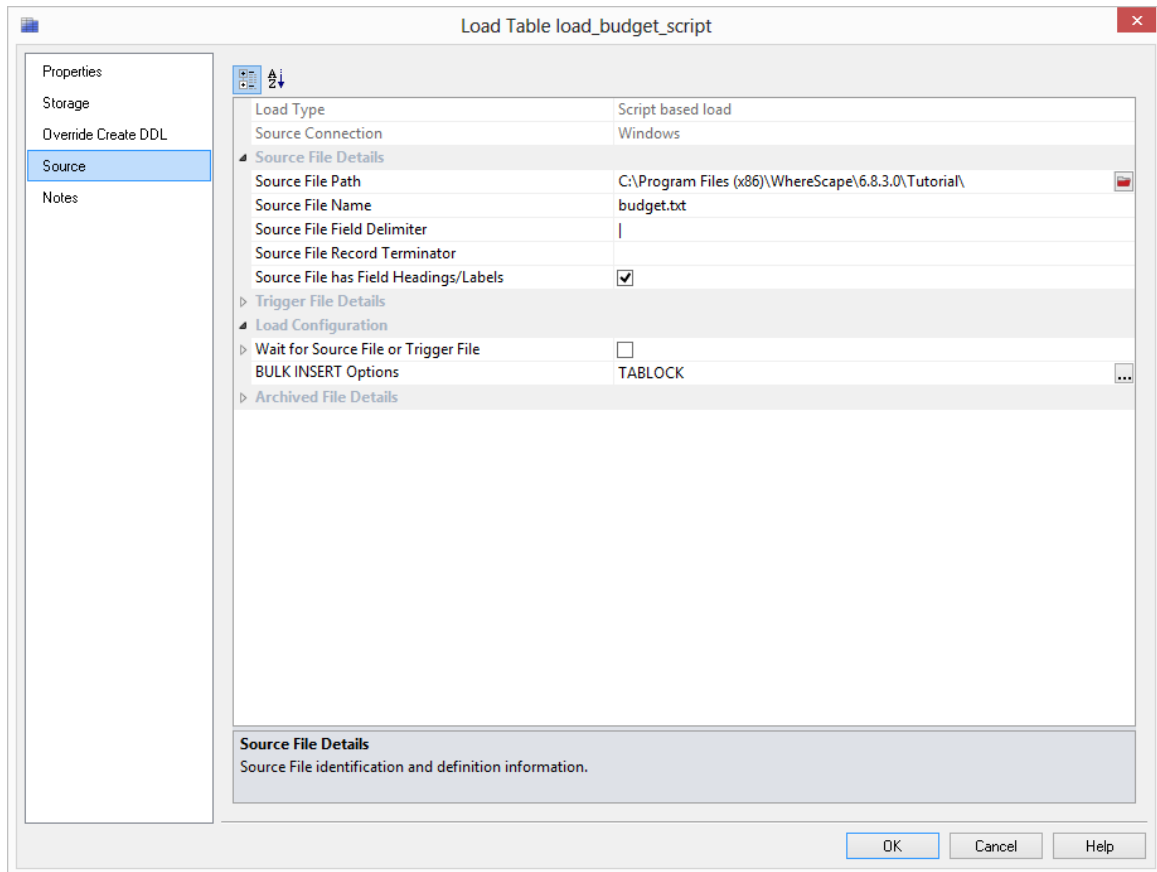 Load Table load_budget_script
Properties
Storage
Override Create DDL
Source
Notes
Load Type Script based load
Source Connection Windows
Source File Details
Source File Path C:\Program Files (x86)\WhereScape\6.8.3.0\Tutorial\
Source File Name budget.txt
Source File Field Delimiter |
Source File Record Terminator
Source File has Field Headings/Labels
Trigger File Details
Load Configuration
Wait for Source File or Trigger File
BULK INSERT Options TABLOCK ...
Archived File Details
Source File Details
Source File identification and definition information.
OK Cancel Help